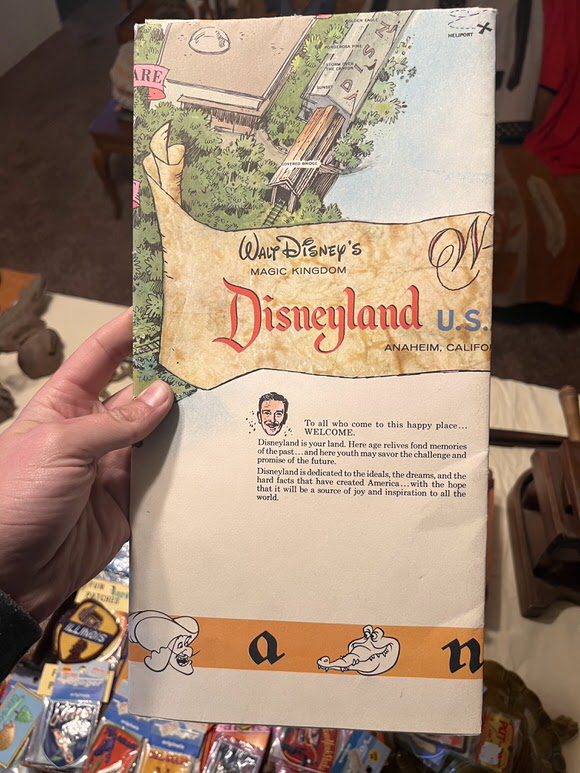 GOLDEN EAGLE
HELIPORT
PONDEROSA PINE
STORM OVER
THE CANYON
DISN
SUNSET
ARE
COVERED BRIDGE
WALT DISNEY'S
MAGIC KINGDOM
W
Disneyland U.S.
ANAHEIM, CALIFO
To all who come to this happy place...
WELCOME.
Disneyland is your land. Here age relives fond memories
of the past...and here youth may savor the challenge and
promise of the future.
Disneyland is dedicated to the ideals, the dreams, and the
hard facts that have created America...with the hope
that it will be a source of joy and inspiration to all the
world.
a n
ILLINOIS